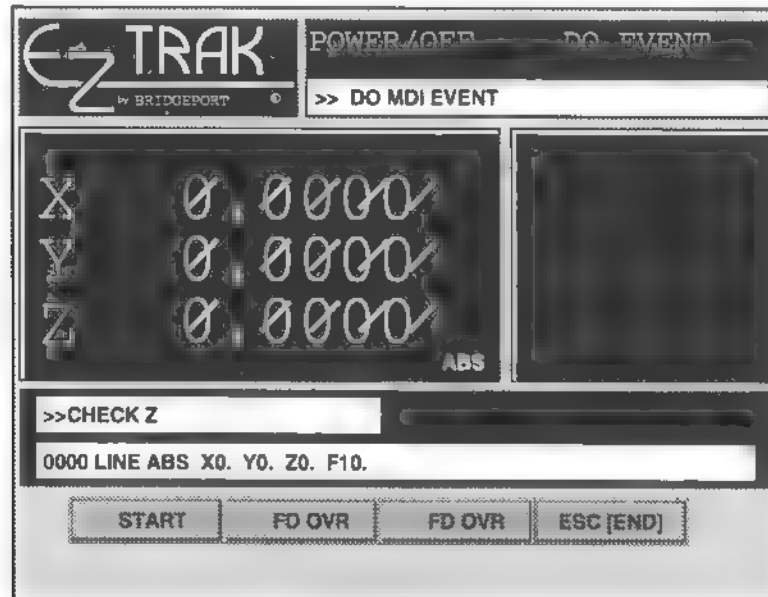 EZ TRAK
by BRIDGEPORT
POWER/OFF DO EVENT
>> DO MDI EVENT
X 0.0000
Y 0.0000
Z 0.0000
ABS
>>CHECK Z
0000 LINE ABS X0. Y0. Z0. F10.
START FD OVR FD OVR ESC [END]